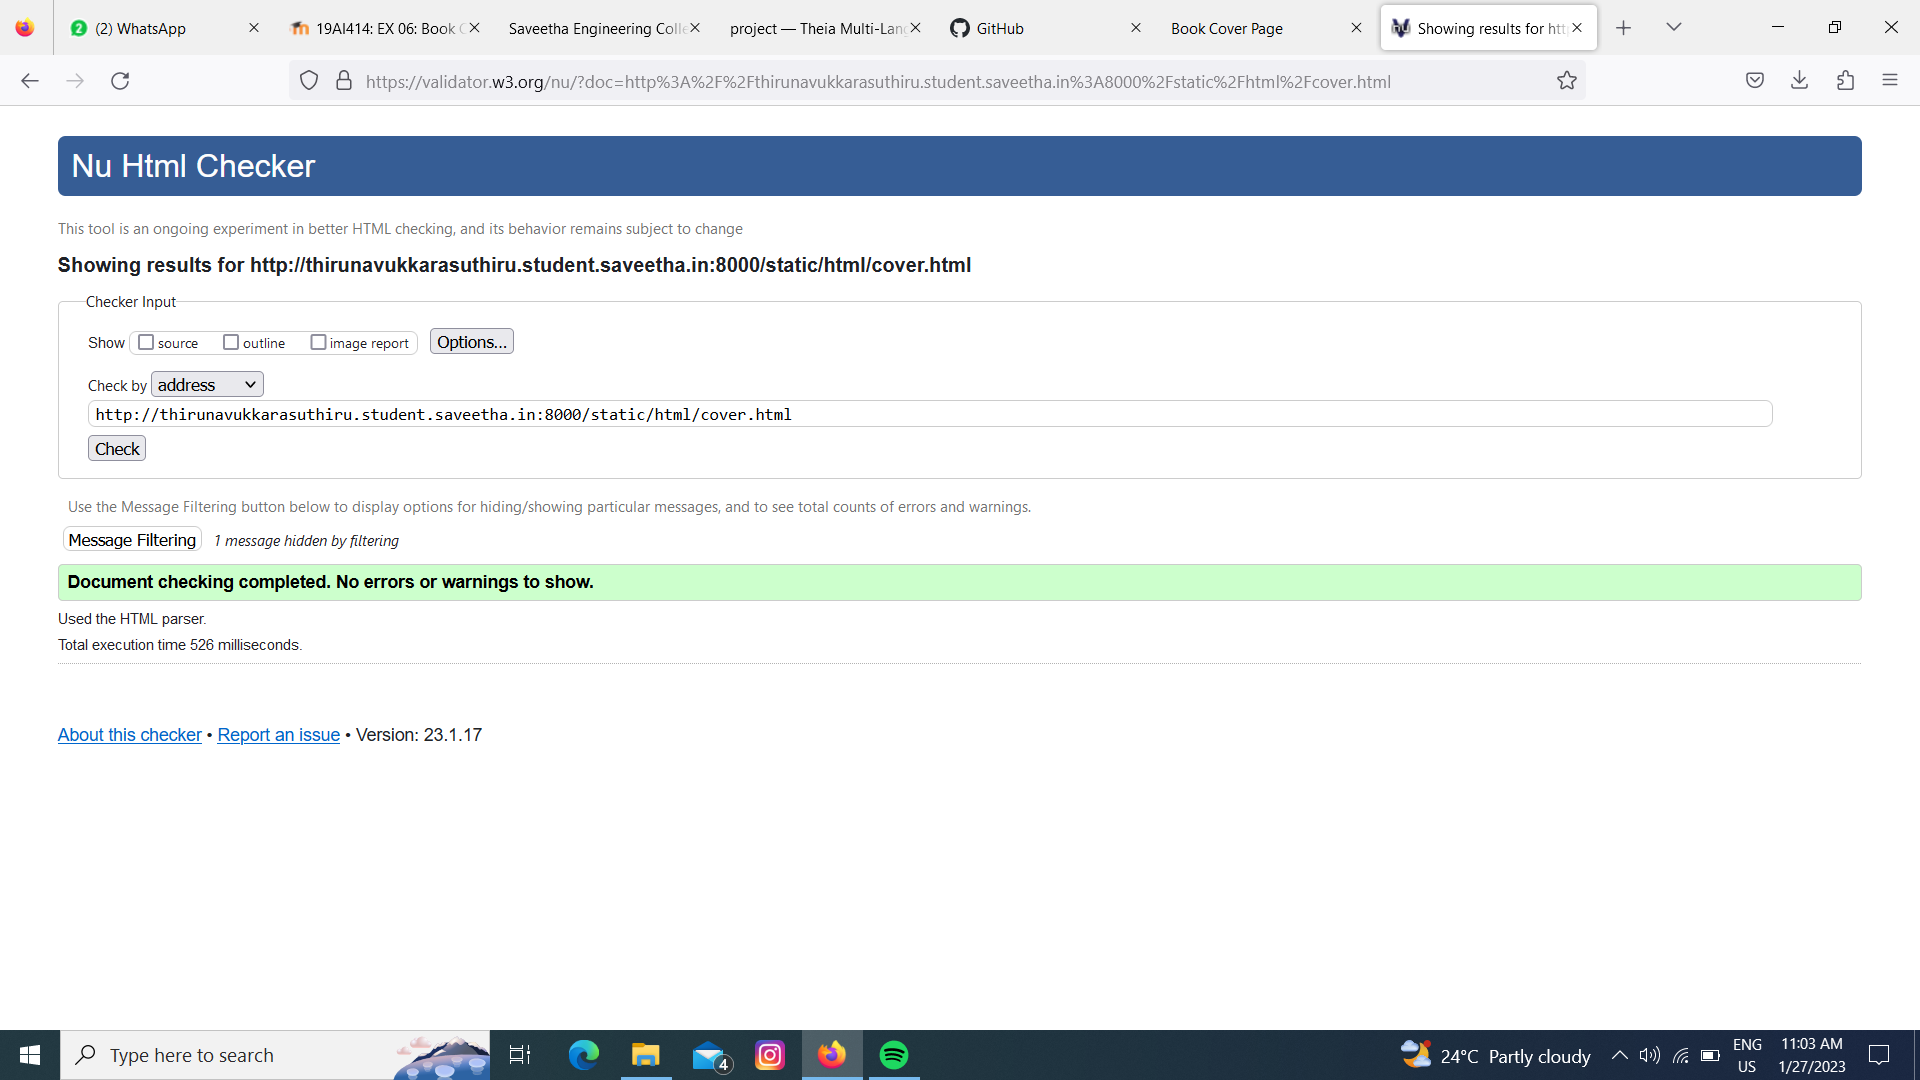 (2) WhatsApp
19AI414: EX 06: Book C
Saveetha Engineering Colle
project — Theia Multi-Lang
GitHub
Book Cover Page
Showing results for htt
https://validator.w3.org/nu/?doc=http%3A%2F%2Fthirunavukkarasuthiru.student.saveetha.in%3A8000%2Fstatic%2Fhtml%2Fcover.html
Nu Html Checker
This tool is an ongoing experiment in better HTML checking, and its behavior remains subject to change
Showing results for http://thirunavukkarasuthiru.student.saveetha.in:8000/static/html/cover.html
Checker Input
Show source outline image report Options...
Check by address
http://thirunavukkarasuthiru.student.saveetha.in:8000/static/html/cover.html
Check
Use the Message Filtering button below to display options for hiding/showing particular messages, and to see total counts of errors and warnings.
Message Filtering 1 message hidden by filtering
Document checking completed. No errors or warnings to show.
Used the HTML parser.
Total execution time 526 milliseconds.
About this checker • Report an issue • Version: 23.1.17
Type here to search
4
24°C Partly cloudy
ENG
US
11:03 AM
1/27/2023